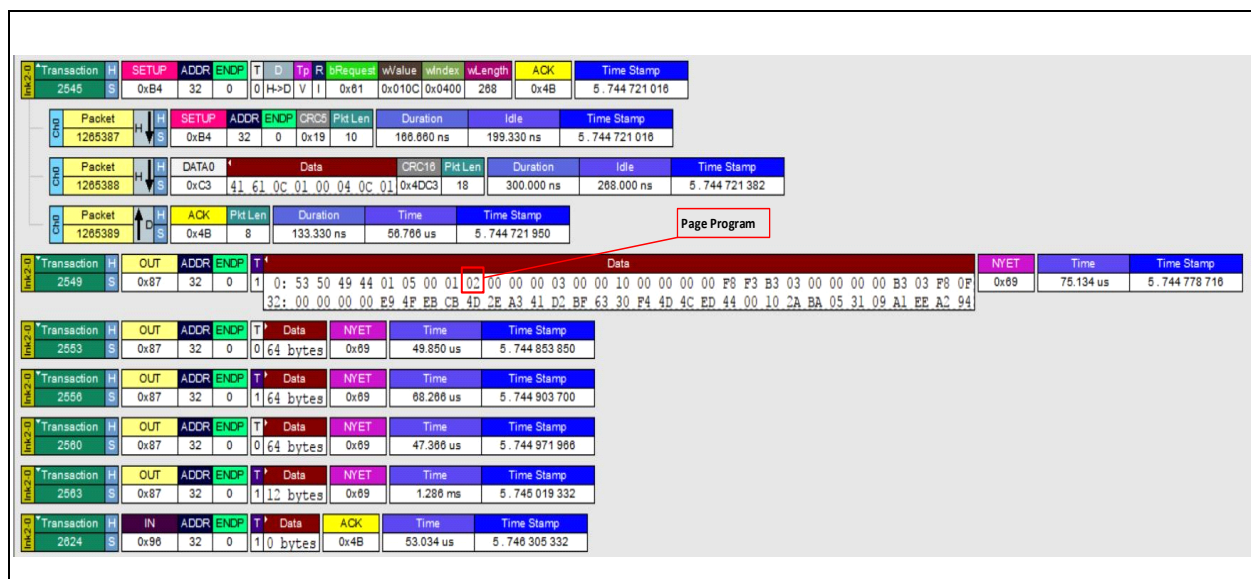 Transaction H SETUP ADDR ENDP T D Tp R bRequest wValue wIndex wLength ACK Time Stamp
2545 S 0xB4 32 0 0 H->D V I 0x61 0x010C 0x0400 268 0x4B 5 . 744 721 016
Packet H SETUP ADDR ENDP CRC5 Pkt Len Duration Idle Time Stamp
1265387 S 0xB4 32 0 0x19 10 166.660 ns 199.330 ns 5 . 744 721 016
Packet H DATA0 Data CRC16 Pkt Len Duration Idle Time Stamp
1265388 S 0xC3 41 61 0C 01 00 04 0C 01 0x4DC3 18 300.000 ns 268.000 ns 5 . 744 721 382
Packet H ACK Pkt Len Duration Time Time Stamp
1265389 D S 0x4B 8 133.330 ns 56.766 us 5 . 744 721 950
Page Program
Transaction H OUT ADDR ENDP T Data NYET Time Time Stamp
2549 S 0x87 32 0 1 0: 53 50 49 44 01 05 00 01 02 00 00 00 03 00 00 10 00 00 00 00 F8 F3 B3 03 00 00 00 00 B3 03 F8 0F 0x69 75.134 us 5 . 744 778 716
32: 00 00 00 00 E9 4F EB CB 4D 2E A3 41 D2 BF 63 30 F4 4D 4C ED 44 00 10 2A BA 05 31 09 A1 EE A2 94
Transaction H OUT ADDR ENDP T Data NYET Time Time Stamp
2553 S 0x87 32 0 0 64 bytes 0x69 49.850 us 5 . 744 853 850
Transaction H OUT ADDR ENDP T Data NYET Time Time Stamp
2556 S 0x87 32 0 1 64 bytes 0x69 68.266 us 5 . 744 903 700
Transaction H OUT ADDR ENDP T Data NYET Time Time Stamp
2560 S 0x87 32 0 0 64 bytes 0x69 47.366 us 5 . 744 971 966
Transaction H OUT ADDR ENDP T Data NYET Time Time Stamp
2563 S 0x87 32 0 1 12 bytes 0x69 1.286 ms 5 . 745 019 332
Transaction H IN ADDR ENDP T Data ACK Time Time Stamp
2624 S 0x96 32 0 1 0 bytes 0x4B 53.034 us 5 . 746 305 332